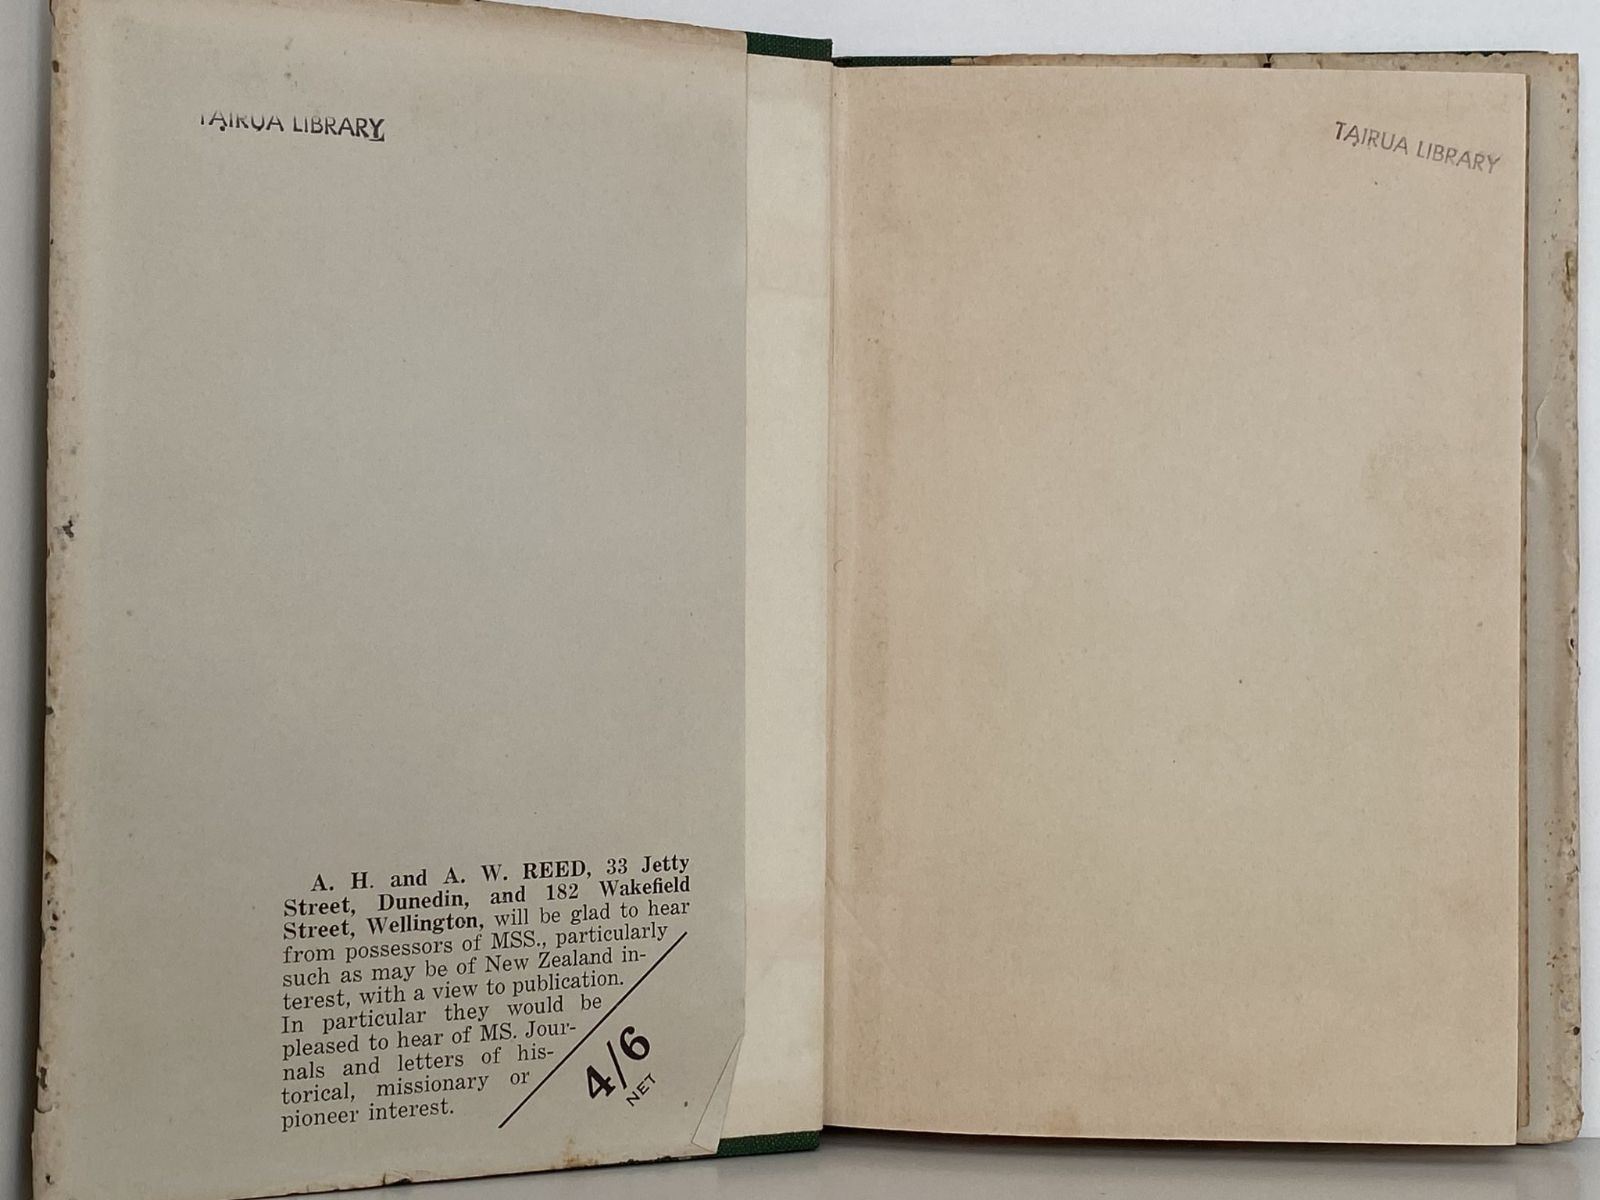 TAIRUA LIBRARY
A. H. and A. W. REED, 33 Jetty
Street, Dunedin, and 182 Wakefield
Street, Wellington, will be glad to hear
from possessors of MSS., particularly
such as may be of New Zealand in-
terest, with a view to publication.
In particular they would be
pleased to hear of MS. Jour-
nals and letters of his-
torical, missionary or
pioneer interest.
4/6
NET
TAIRUA LIBRARY